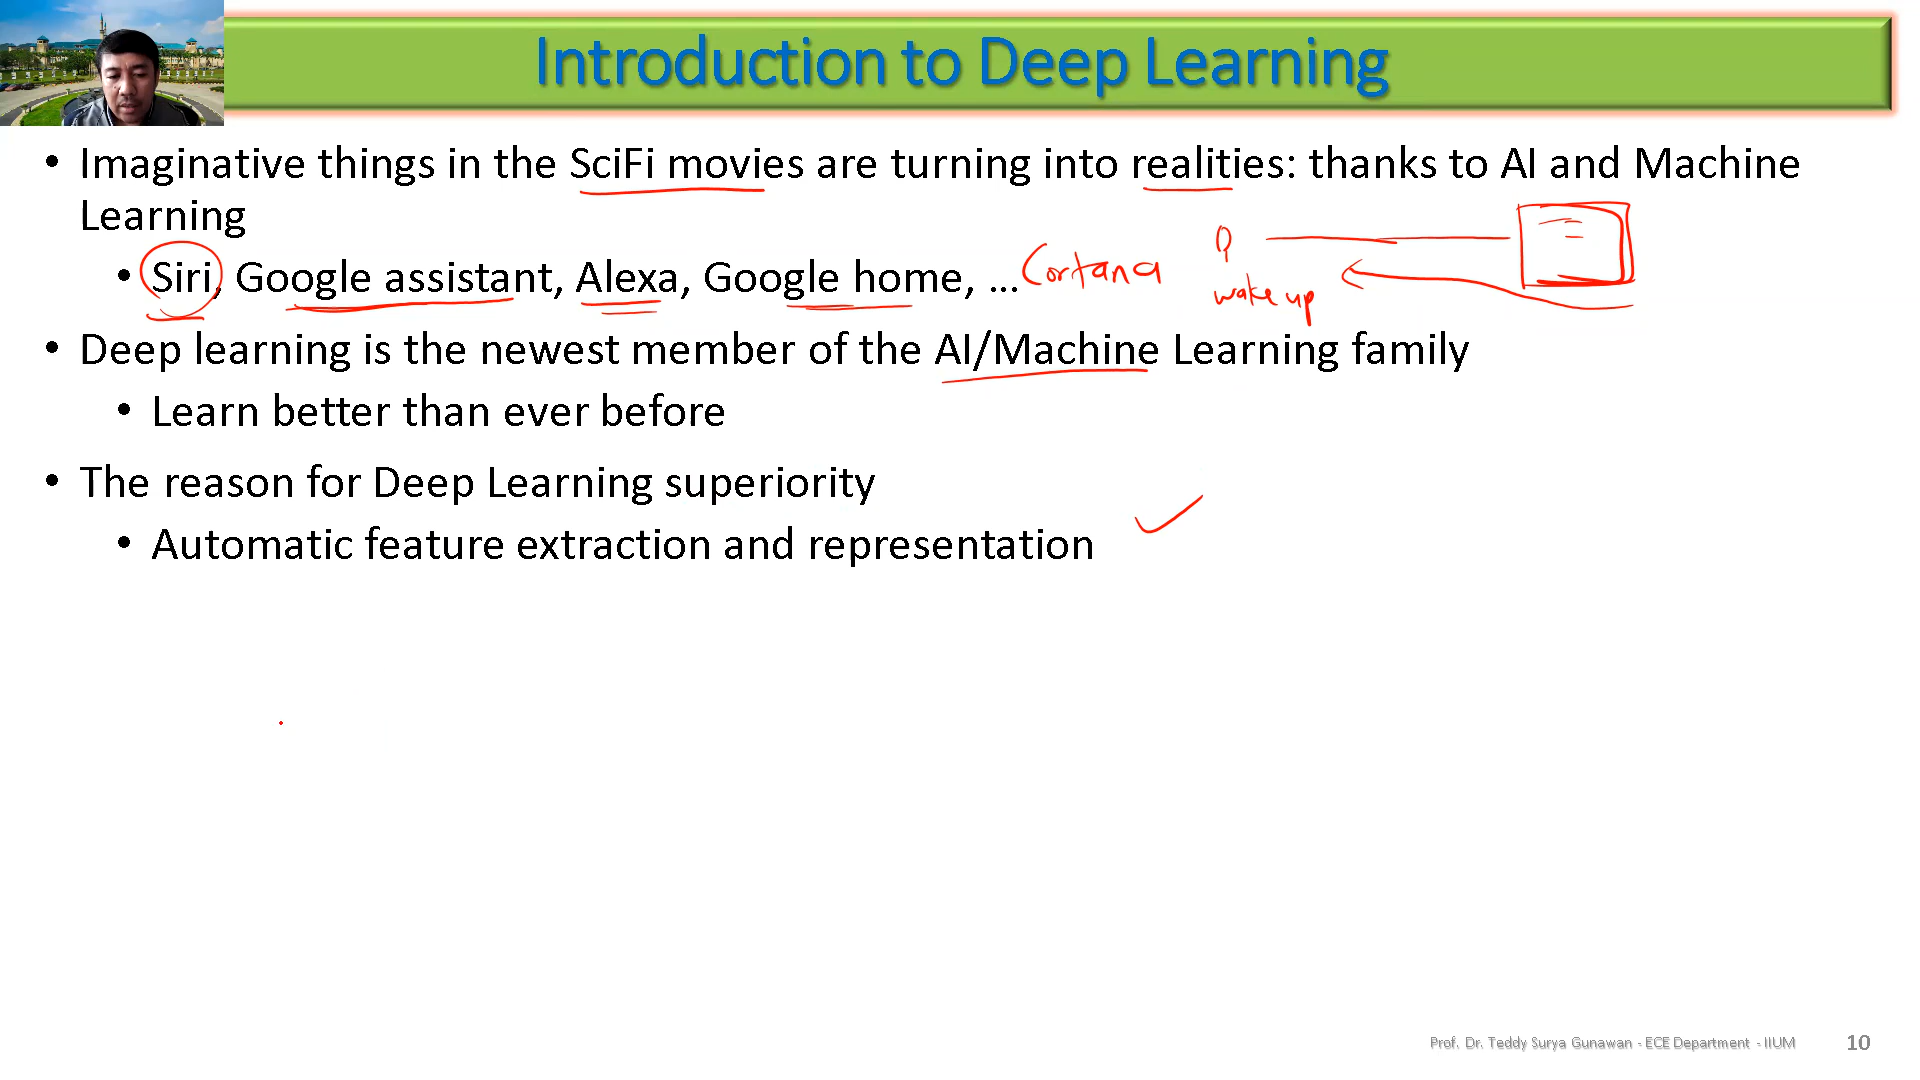 Introduction to Deep Learning
• Imaginative things in the SciFi movies are turning into realities: thanks to AI and Machine
Learning
• Siri, Google assistant, Alexa, Google home, ... Cortana
wake up
• Deep learning is the newest member of the AI/Machine Learning family
• Learn better than ever before
• The reason for Deep Learning superiority
• Automatic feature extraction and representation
Prof. Dr. Teddy Surya Gunawan - ECE Department - IIUM 10